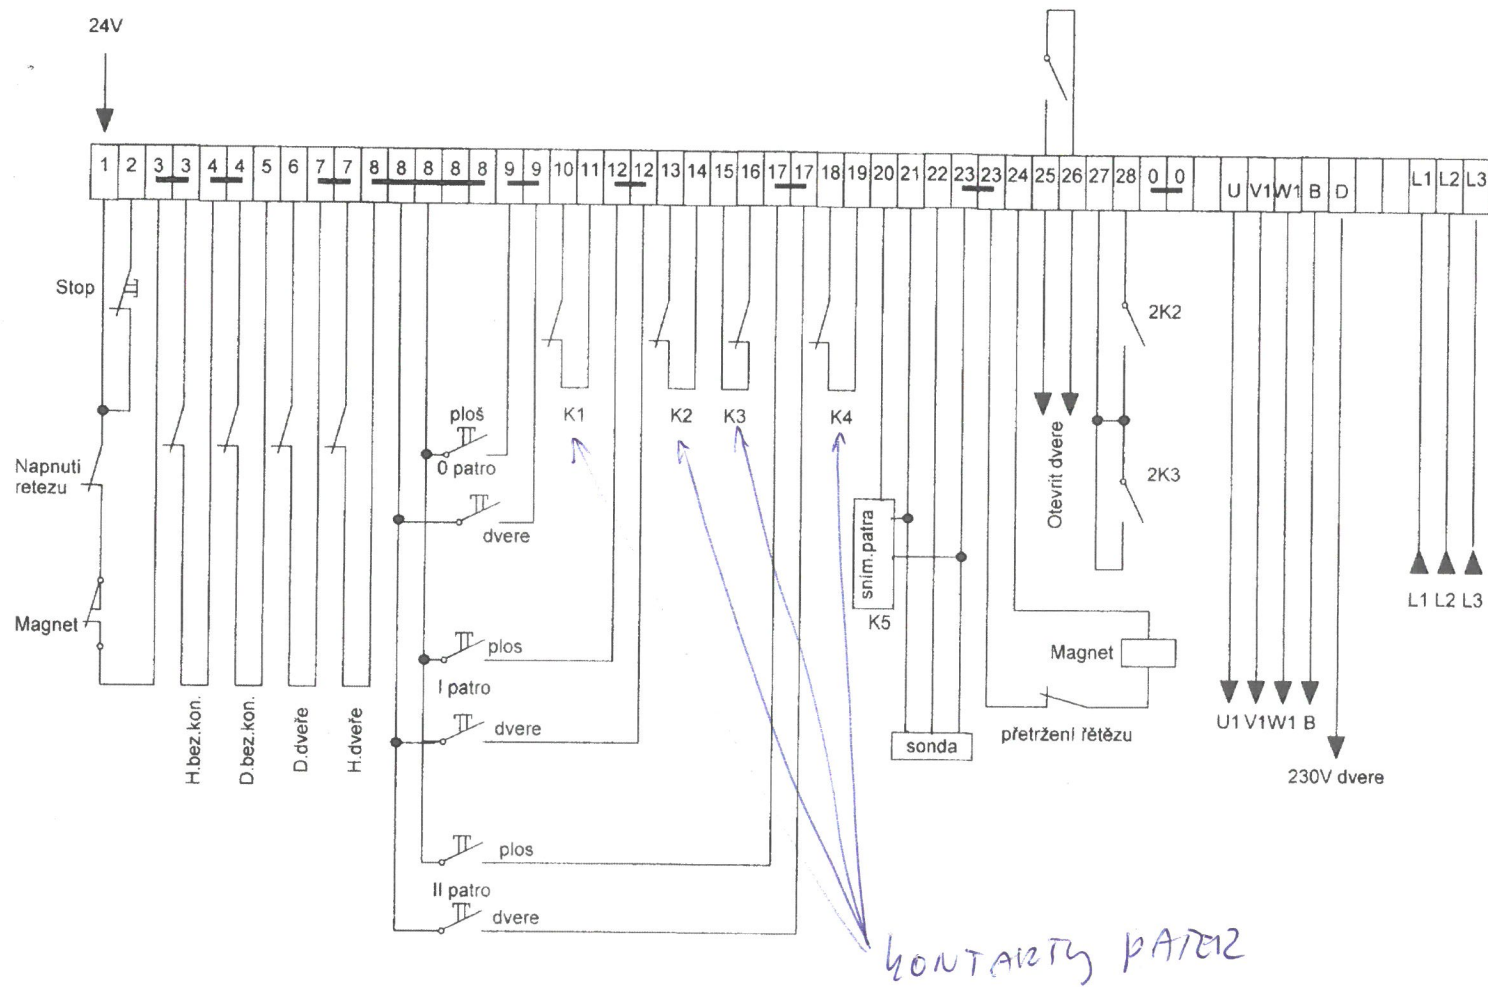 24V
1 2 3 3 4 4 5 6 7 7 8 8 8 8 8 9 9 10 11 12 12 13 14 15 16 17 17 18 19 20 21 22 23 23 24 25 26 27 28 0 0 U V1 W1 B D L1 L2 L3
Stop
2K2
ploš
K1 K2 K3 K4
0 patro
Napnuti
retezu
Otevrit dvere
2K3
dvere
sním.patra
K5
L1 L2 L3
Magnet
plos
Magnet
I patro
H.bez.kon.
D.bez.kon.
D.dveře
H.dveře
dvere
sonda
přetržení řětězu
U1 V1 W1 B
230V dvere
plos
II patro
dvere
KONTAKTY PATER